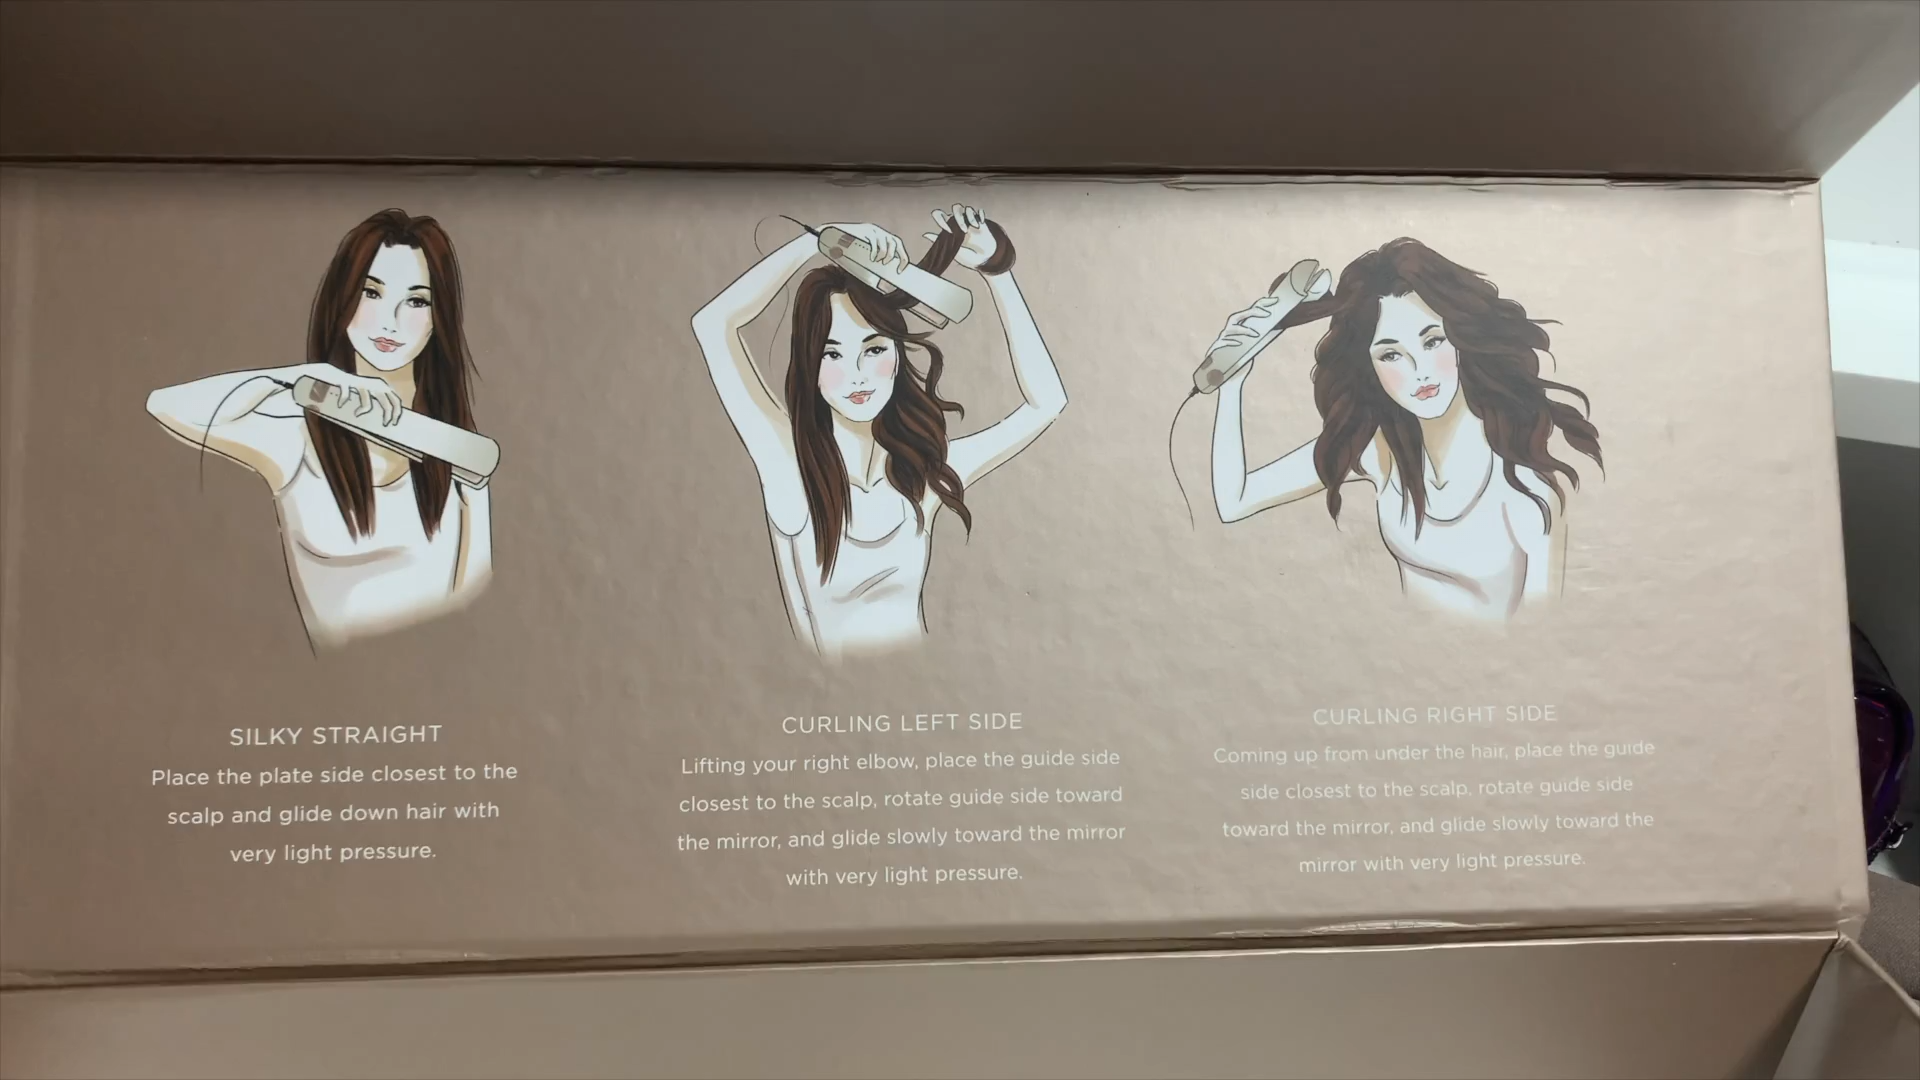 SILKY STRAIGHT
Place the plate side closest to the
scalp and glide down hair with
very light pressure.
CURLING LEFT SIDE
Lifting your right elbow, place the guide side
closest to the scalp, rotate guide side toward
the mirror, and glide slowly toward the mirror
with very light pressure.
CURLING RIGHT SIDE
Coming up from under the hair, place the guide
side closest to the scalp, rotate guide side
toward the mirror, and glide slowly toward the
mirror with very light pressure.